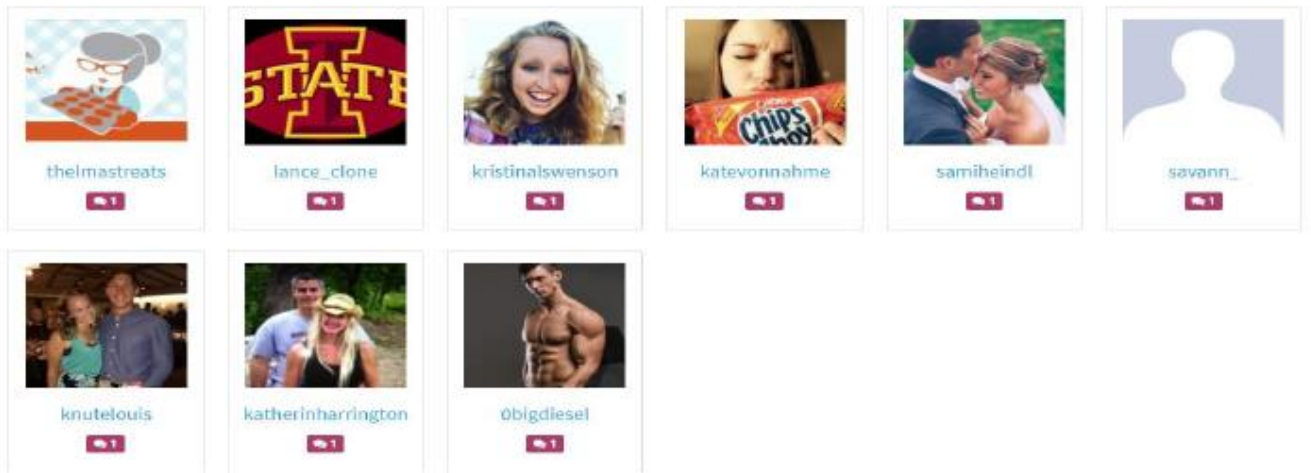 STATE
Chips
Ahoy
thelmastreats
lance_clone
kristinalswenson
katevonnahme
samiheindl
savann_
1
1
1
1
1
1
knutelouis
katherinharrington
0bigdiesel
1
1
1